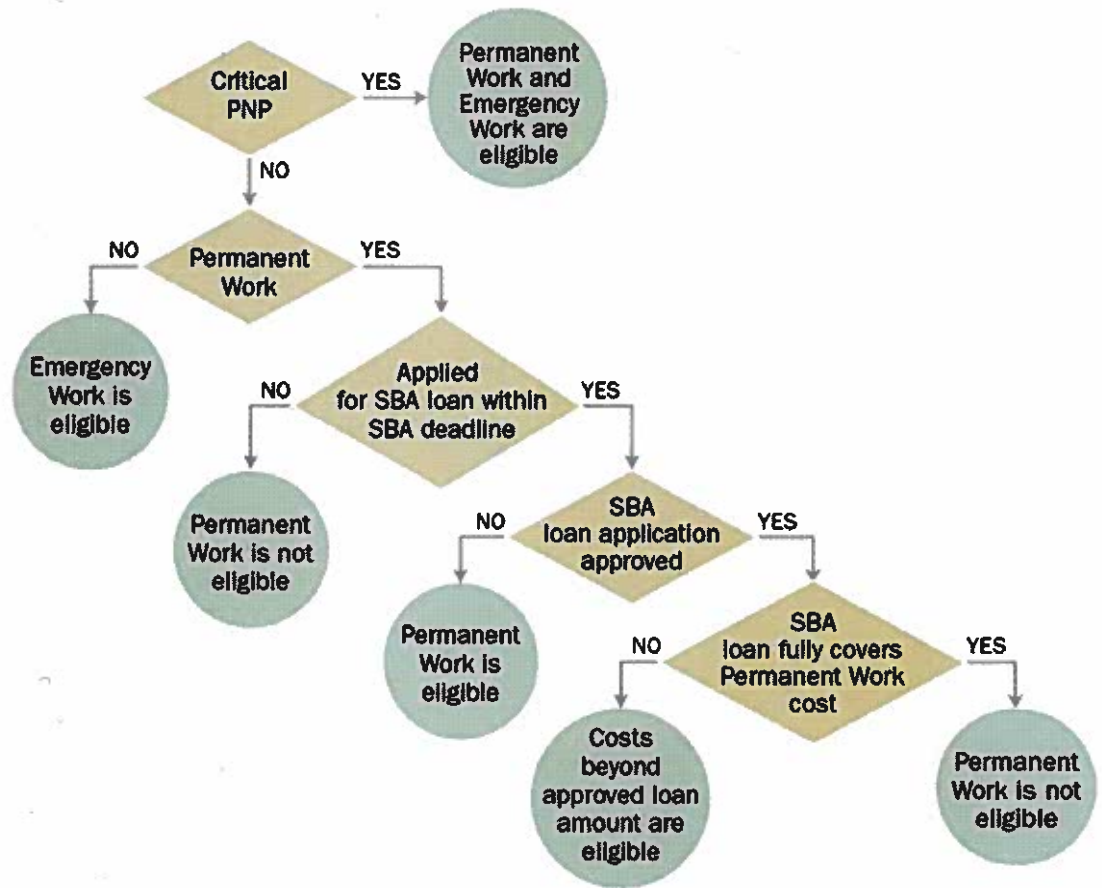 Critical
PNP
YES
Permanent
Work and
Emergency
Work are
eligible
NO
NO
Permanent
Work
YES
Emergency
Work is
eligible
NO
Applied
for SBA loan within
SBA deadline
YES
Permanent
Work is not
eligible
NO
SBA
loan application
approved
YES
Permanent
Work is
eligible
NO
SBA
loan fully covers
Permanent Work
cost
YES
Costs
beyond
approved loan
amount are
eligible
Permanent
Work is not
eligible